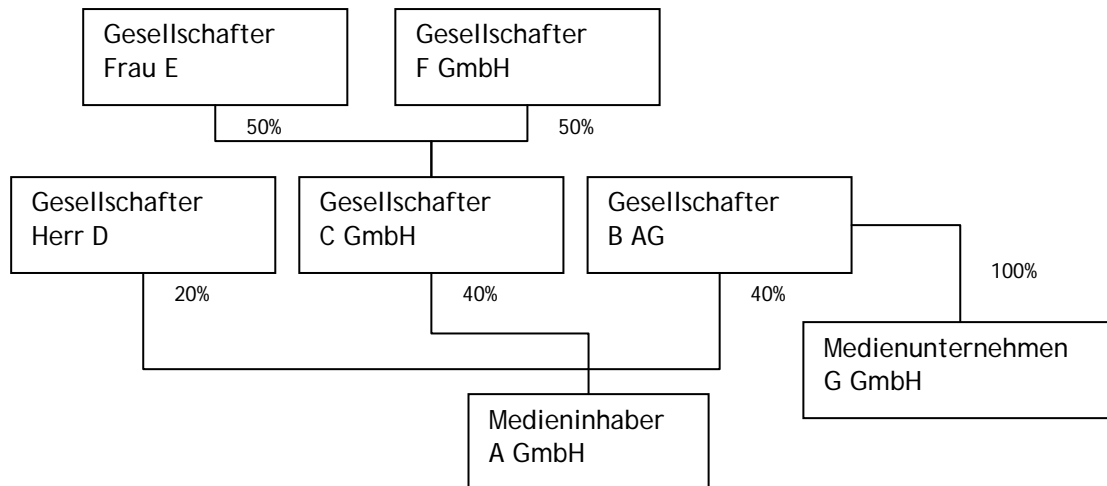 Gesellschafter
Frau E
Gesellschafter
F GmbH
50%
50%
Gesellschafter
Herr D
Gesellschafter
C GmbH
Gesellschafter
B AG
20%
40%
40%
100%
Medienunternehmen
G GmbH
Medieninhaber
A GmbH